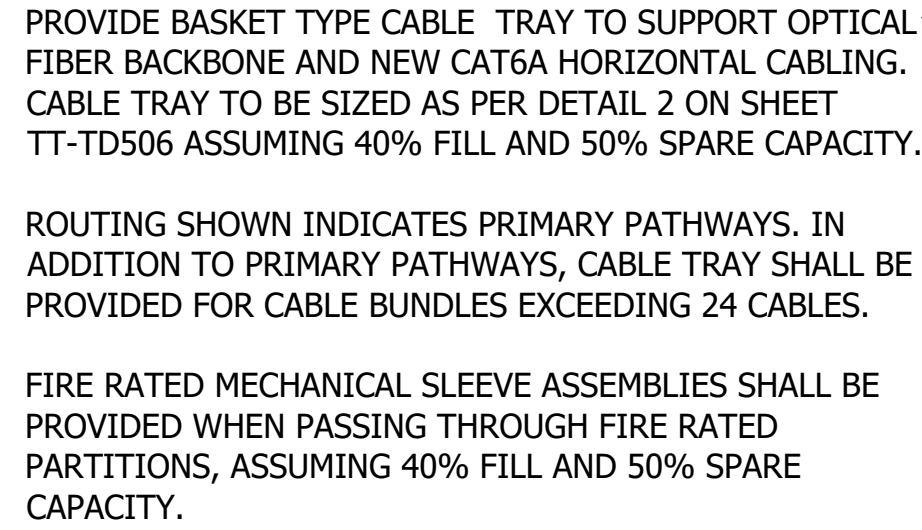 PROVIDE BASKET TYPE CABLE  TRAY TO SUPPORT OPTICAL
FIBER BACKBONE AND NEW CAT6A HORIZONTAL CABLING.
CABLE TRAY TO BE SIZED AS PER DETAIL 2 ON SHEET
TT-TD506 ASSUMING 40% FILL AND 50% SPARE CAPACITY.
ROUTING SHOWN INDICATES PRIMARY PATHWAYS. IN
ADDITION TO PRIMARY PATHWAYS, CABLE TRAY SHALL BE
PROVIDED FOR CABLE BUNDLES EXCEEDING 24 CABLES.
FIRE RATED MECHANICAL SLEEVE ASSEMBLIES SHALL BE
PROVIDED WHEN PASSING THROUGH FIRE RATED
PARTITIONS, ASSUMING 40% FILL AND 50% SPARE
CAPACITY.